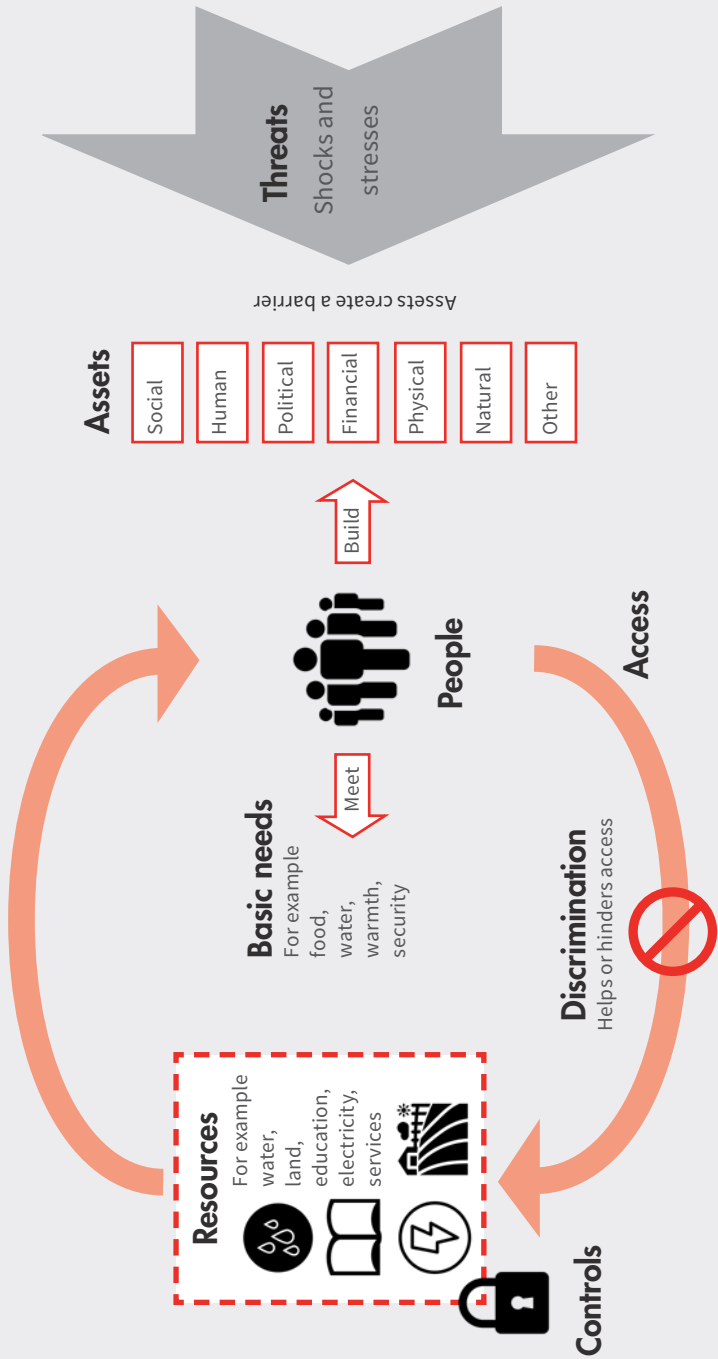 Resources
For example
water,
land,
education,
electricity,
services
Controls
Basic needs
For example
food,
water,
warmth,
security
Meet
Discrimination
Helps or hinders access
People
Build
Access
Assets
Social
Human
Political
Financial
Physical
Natural
Other
Assets create a barrier
Threats
Shocks and
stresses